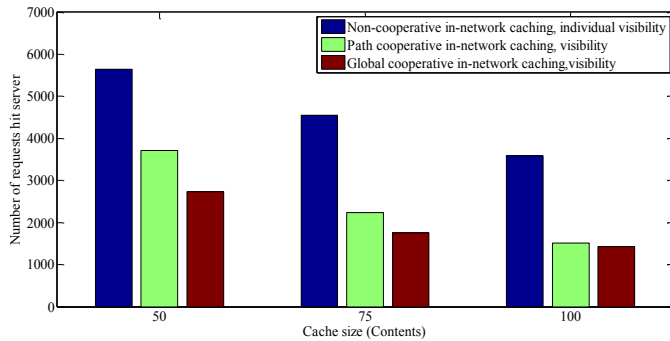 7000
6000
5000
4000
3000
2000
1000
0
Number of requests hit server
Non-cooperative in-network caching, individual visibility
Path cooperative in-network caching, visibility
Global cooperative in-network caching,visibility
50
75
100
Cache size (Contents)